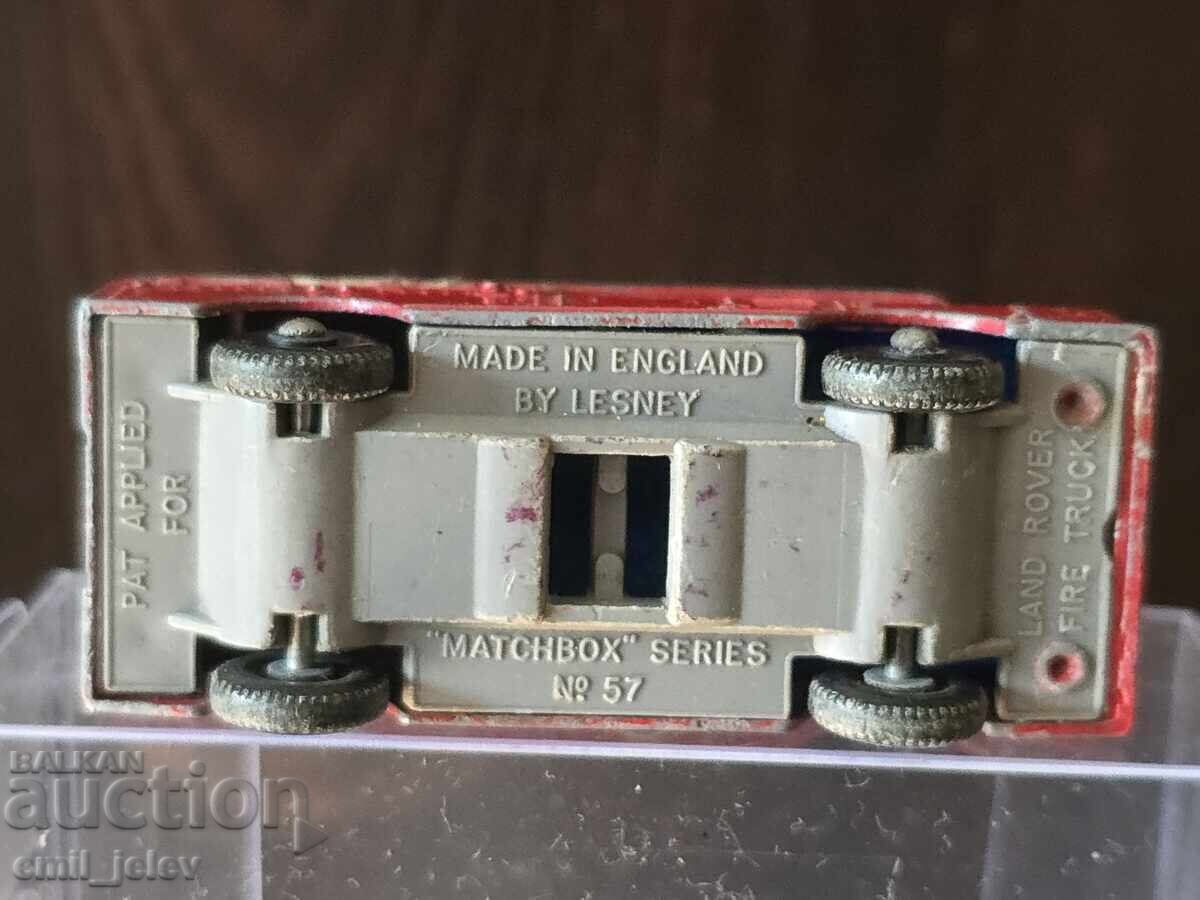 MADE IN ENGLAND
BY LESNEY
PAT APPLIED
FOR
LAND ROVER
FIRE TRUCK
"MATCHBOX" SERIES
Nº 57
BALKAN
auction
emil_jelev